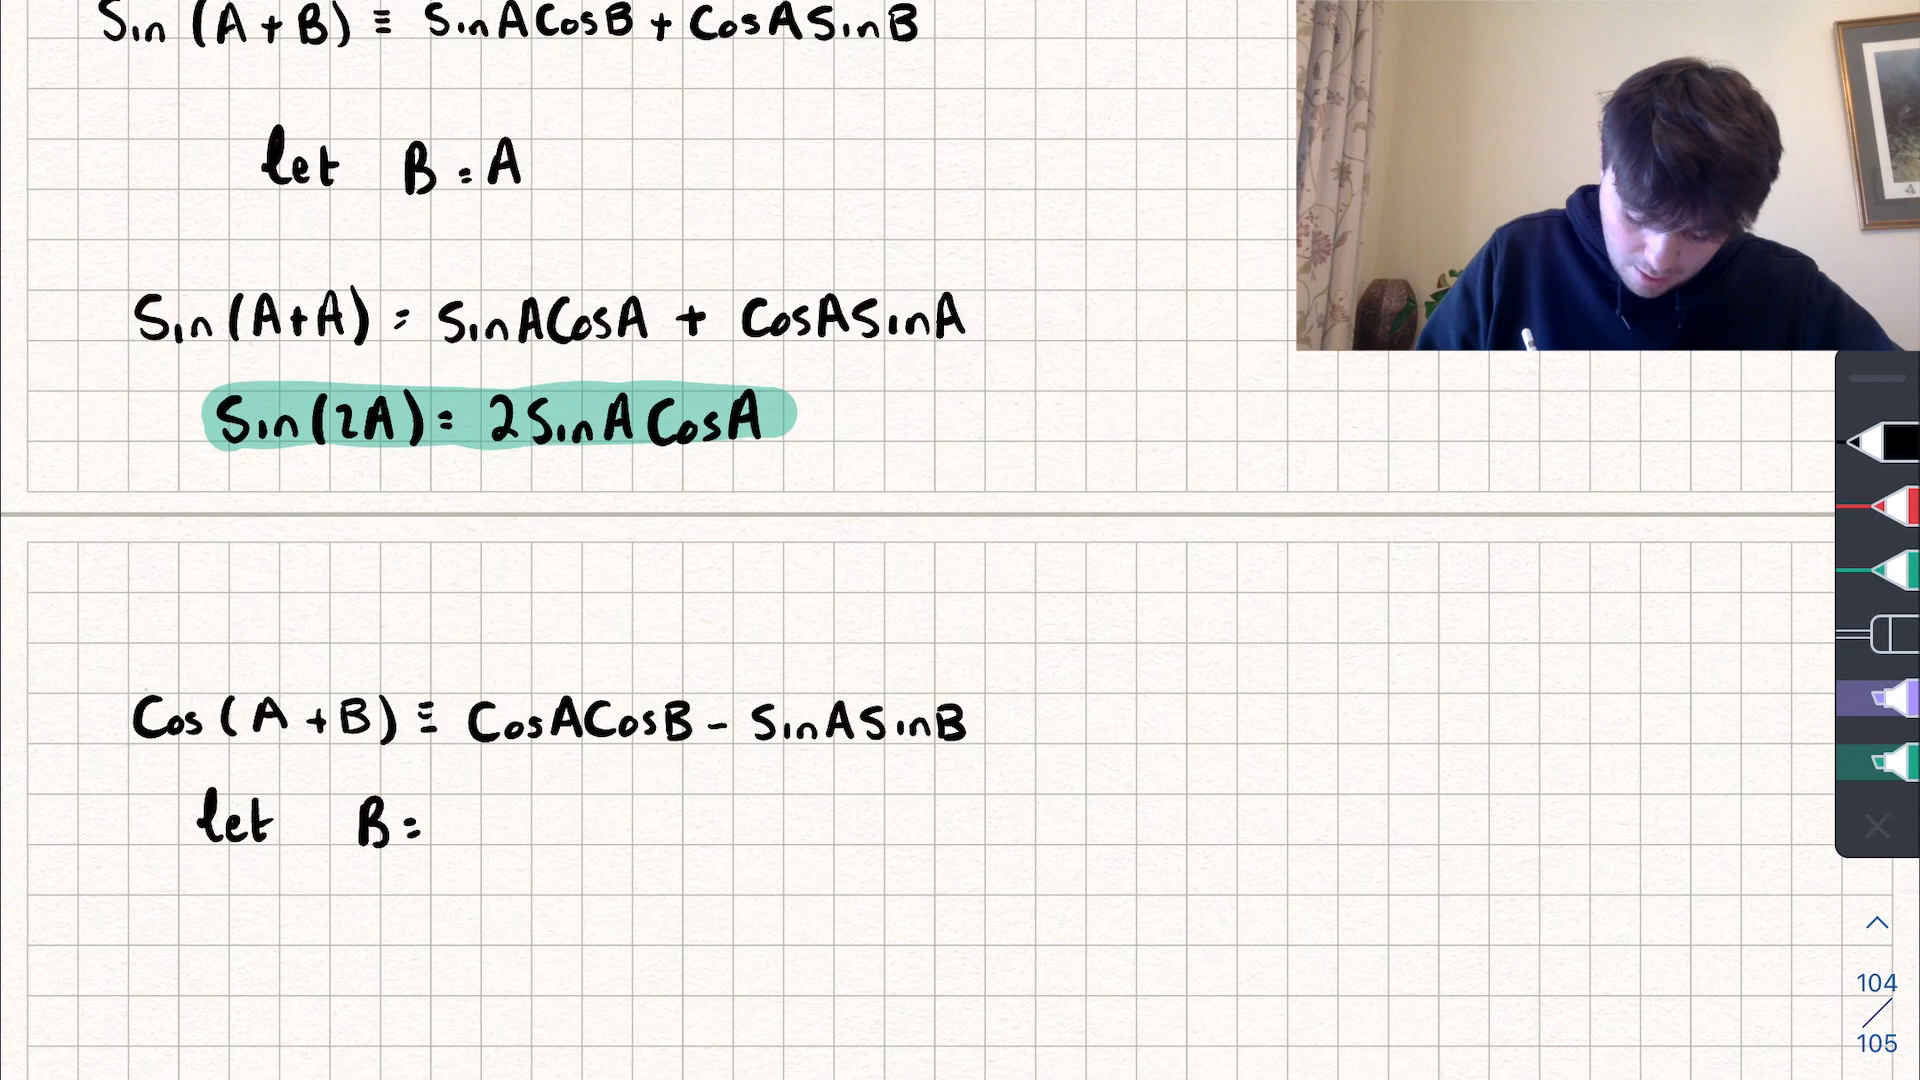 Sin (A + B) ≡ SinACosB + CosASinB
let B = A
Sin (A+A) = SinACosA + CosASinA
Sin(2A) = 2SinACosA
Cos (A + B) ≡ CosACosB - SinASinB
let B =
104
105